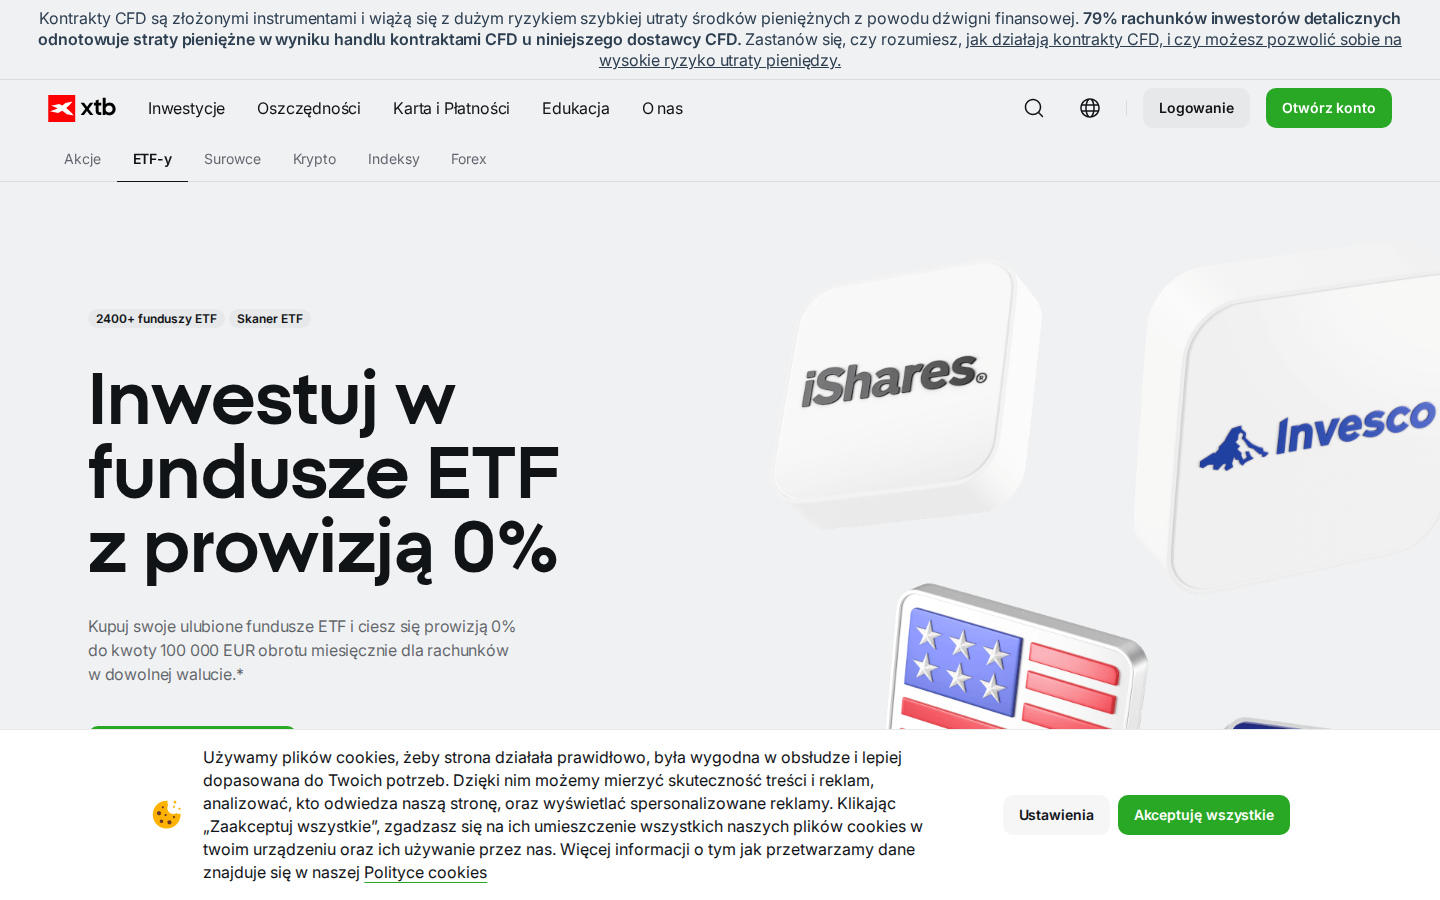 Kontrakty CFD są złożonymi instrumentami i wiążą się z dużym ryzykiem szybkiej utraty środków pieniężnych z powodu dźwigni finansowej. 79% rachunków inwestorów detalicznych
odnotowuje straty pieniężne w wyniku handlu kontraktami CFD u niniejszego dostawcy CFD. Zastanów się, czy rozumiesz, jak działają kontrakty CFD, i czy możesz pozwolić sobie na
wysokie ryzyko utraty pieniędzy.
xtb Inwestycje Oszczędności Karta i Płatności Edukacja O nas Logowanie Otwórz konto
Akcje ETF-y Surowce Krypto Indeksy Forex
2400+ funduszy ETF Skaner ETF
Inwestuj w
fundusze ETF
z prowizją 0%
iShares®
Invesco
Kupuj swoje ulubione fundusze ETF i ciesz się prowizją 0%
do kwoty 100 000 EUR obrotu miesięcznie dla rachunków
w dowolnej walucie.*
Używamy plików cookies, żeby strona działała prawidłowo, była wygodna w obsłudze i lepiej
dopasowana do Twoich potrzeb. Dzięki nim możemy mierzyć skuteczność treści i reklam,
analizować, kto odwiedza naszą stronę, oraz wyświetlać spersonalizowane reklamy. Klikając
„Zaakceptuj wszystkie”, zgadzasz się na ich umieszczenie wszystkich naszych plików cookies w
twoim urządzeniu oraz ich używanie przez nas. Więcej informacji o tym jak przetwarzamy dane
znajduje się w naszej Polityce cookies
Ustawienia Akceptuję wszystkie